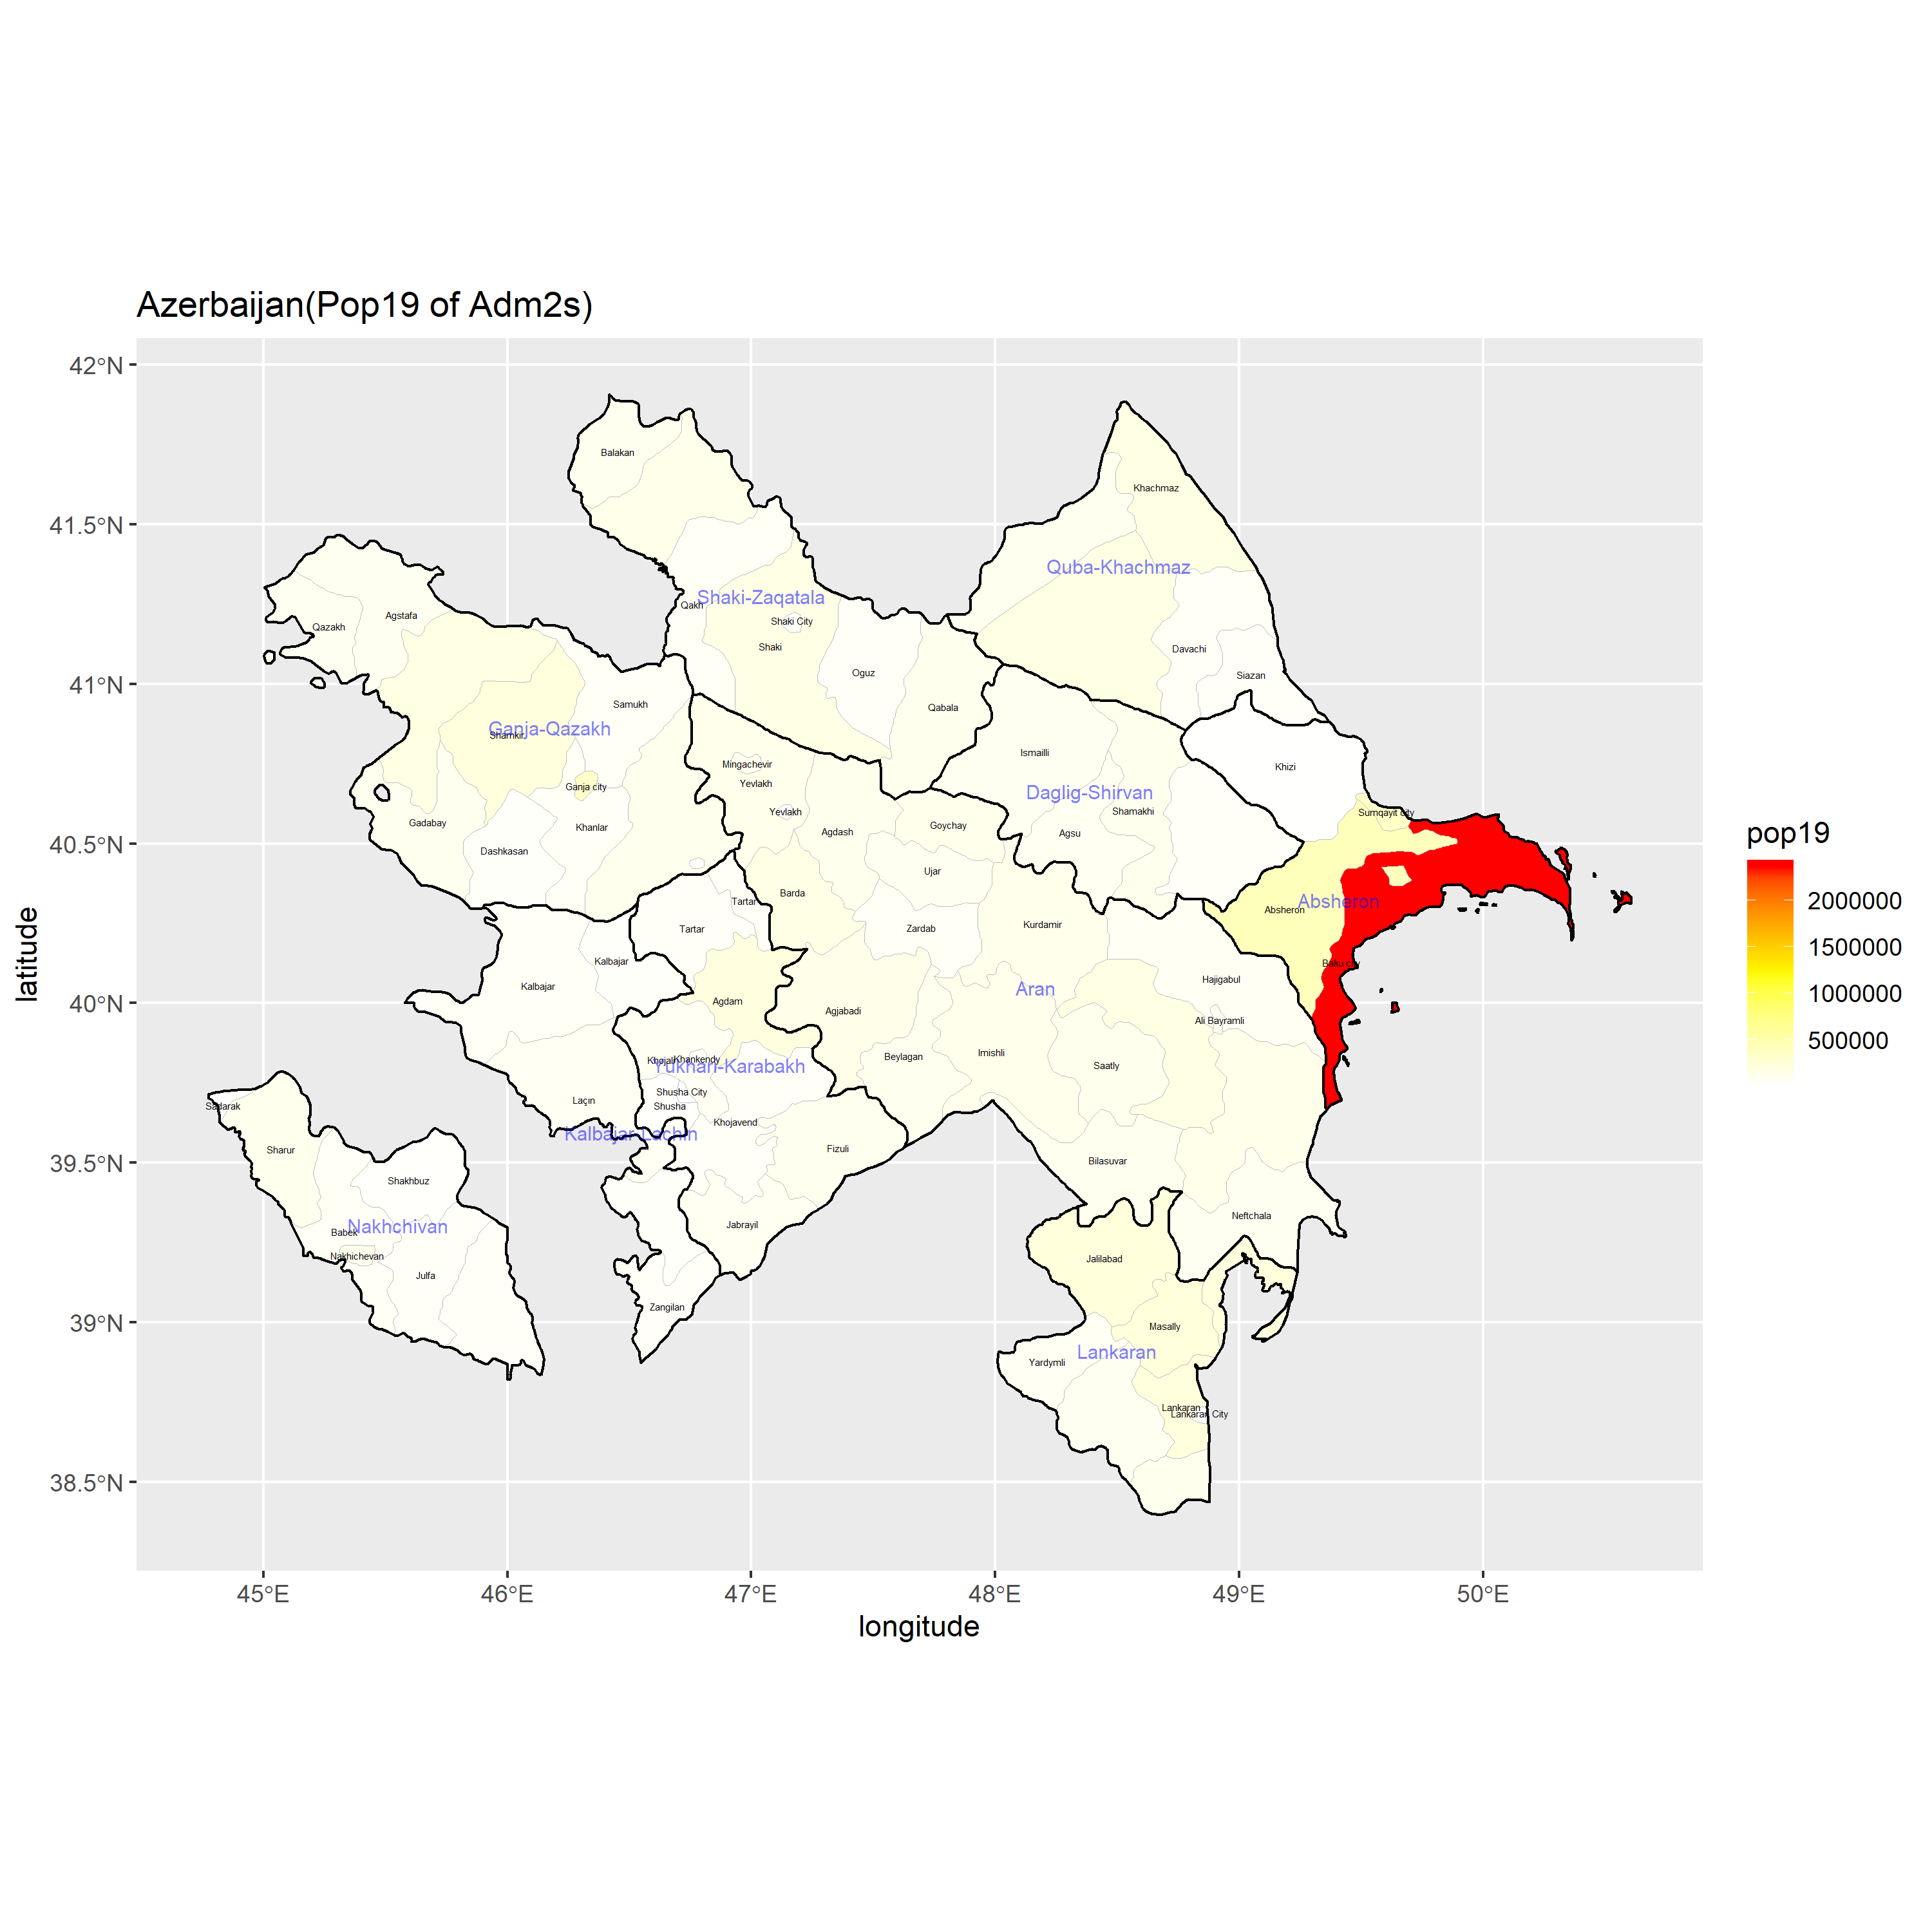 Azerbaijan(Pop19 of Adm2s)
42°N
41.5°N
41°N
40.5°N
40°N
39.5°N
39°N
38.5°N
latitude
45°E
46°E
47°E
48°E
49°E
50°E
longitude
pop19
2000000
1500000
1000000
500000
Balakan
Khachmaz
Quba-Khachmaz
Shaki-Zaqatala
Qakh
Agstafa
Qazakh
Shaki City
Shaki
Davachi
Oguz
Siazan
Samukh
Qabala
Ganja-Qazakh
Shamkir
Ismailli
Mingachevir
Khizi
Yevlakh
Ganja city
Daglig-Shirvan
Yevlakh
Shamakhi
Sumqayit city
Gadabay
Khanlar
Agdash
Goychay
Agsu
Dashkasan
Ujar
Barda
Tartar
Absheron
Absheron
Tartar
Zardab
Kurdamir
Kalbajar
Baku city
Kalbajar
Hajigabul
Aran
Agdam
Agjabadi
Ali Bayramli
Khojali
Khankendy
Yukhari-Karabakh
Beylagan
Imishli
Saatly
Shusha City
Laçın
Shusha
Sadarak
Khojavend
Kalbajar-Lachin
Sharur
Fizuli
Bilasuvar
Shakhbuz
Neftchala
Nakhchivan
Babek
Jabrayil
Nakhichevan
Jalilabad
Julfa
Zangilan
Masally
Lankaran
Yardymli
Lankaran
Lankaran City